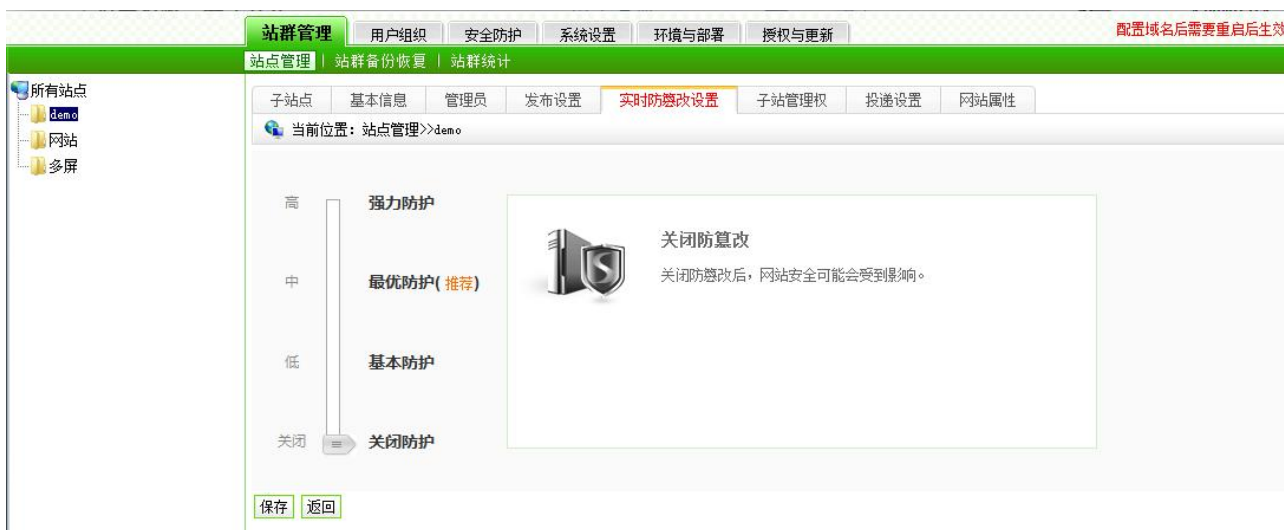 站群管理 用户组织 安全防护 系统设置 环境与部署 授权与更新 配置域名后需要重启后生效
站点管理 | 站群备份恢复 | 站群统计
所有站点
demo
网站
多屏
子站点 基本信息 管理员 发布设置 实时防篡改设置 子站管理权 投递设置 网站属性
当前位置：站点管理>>demo
高 强力防护
中 最优防护( 推荐)
低 基本防护
关闭 关闭防护
关闭防篡改
关闭防篡改后，网站安全可能会受到影响。
保存 返回